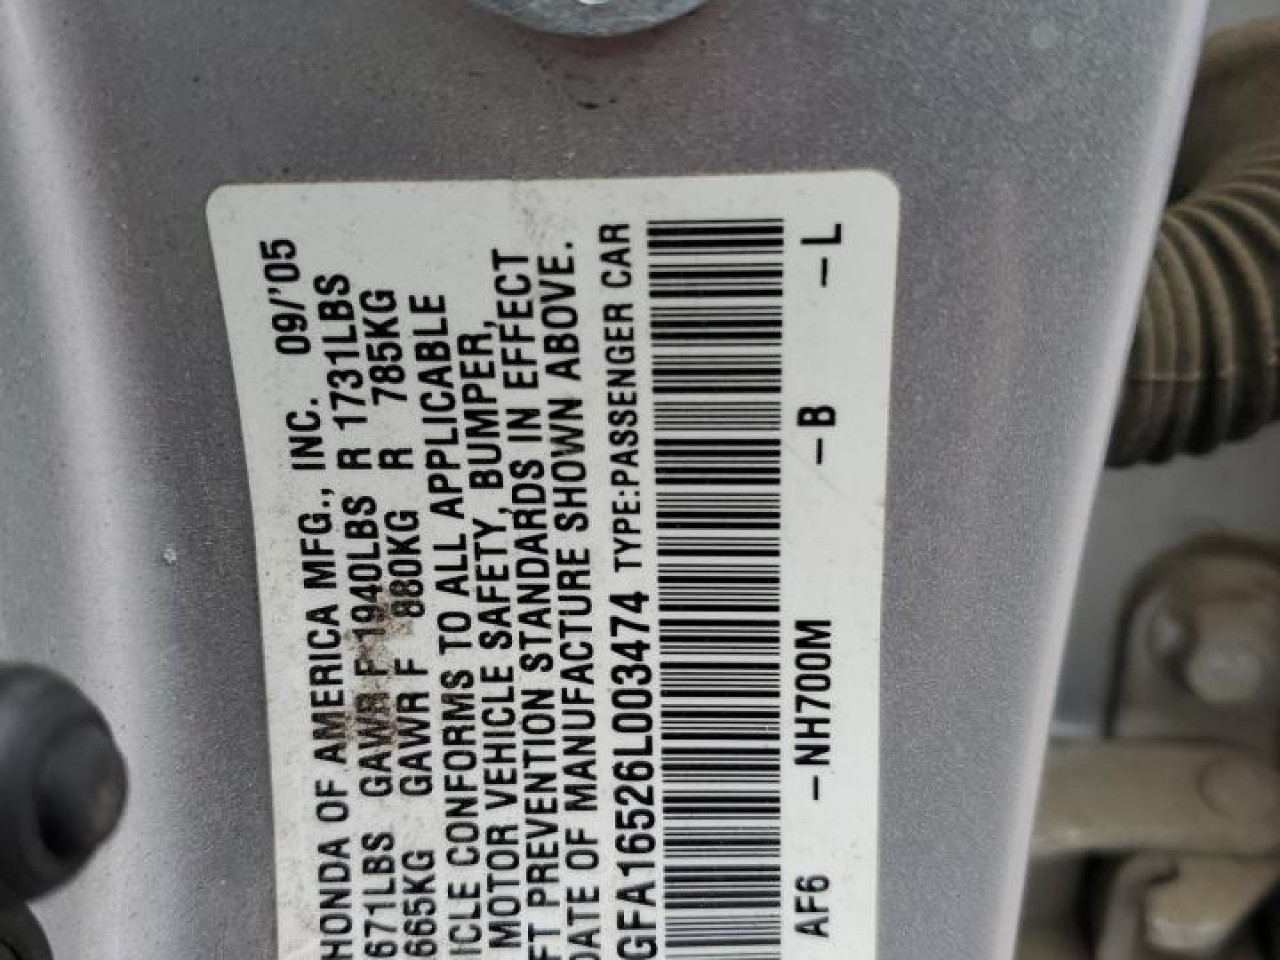 HONDA OF AMERICA MFG., INC. 09/'05
671LBS GAWR F 1940LBS R 1731LBS
665KG GAWR F 880KG R 785KG
ICLE CONFORMS TO ALL APPLICABLE
MOTOR VEHICLE SAFETY, BUMPER,
FT PREVENTION STANDARDS IN EFFECT
DATE OF MANUFACTURE SHOWN ABOVE.
GFA16526L003474 TYPE:PASSENGER CAR
AF6 -NH700M -B -L